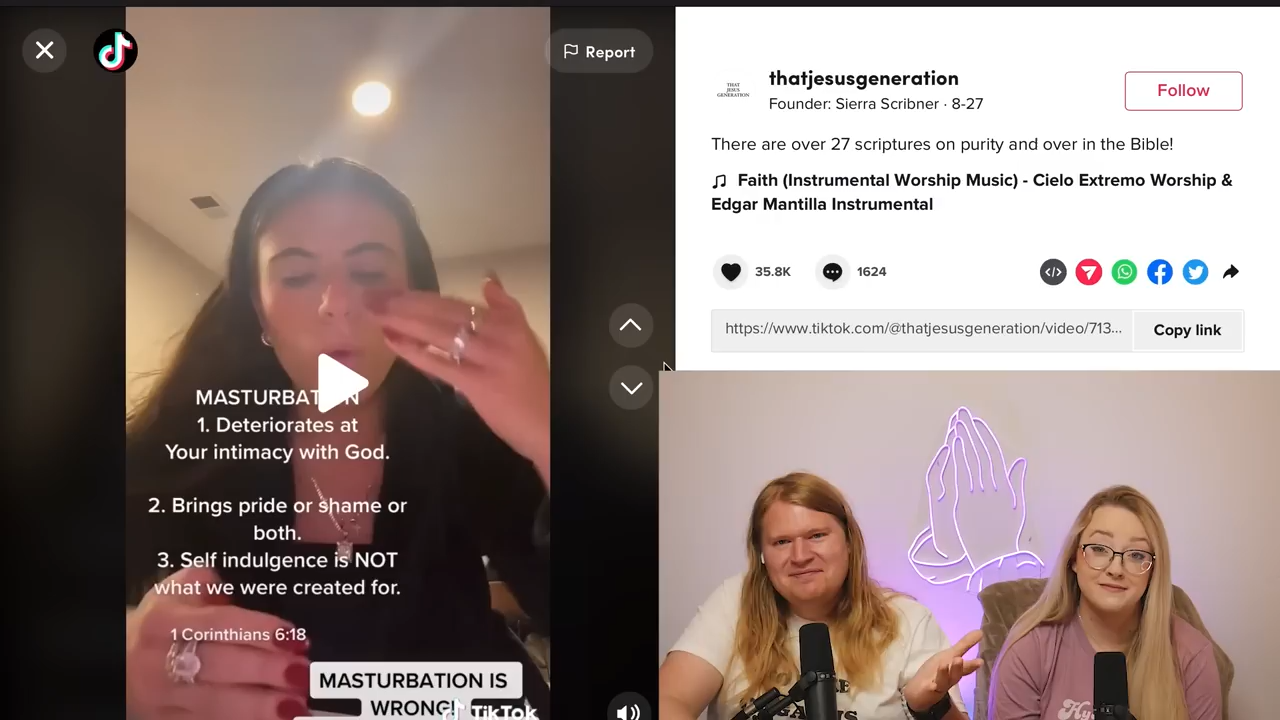 Report
MASTURBATION
1. Deteriorates at
Your intimacy with God.
2. Brings pride or shame or
both.
3. Self indulgence is NOT
what we were created for.
1 Corinthians 6:18
MASTURBATION IS
WRONG!
TikTok
THAT
JESUS
GENERATION
thatjesusgeneration
Founder: Sierra Scribner · 8-27
Follow
There are over 27 scriptures on purity and over in the Bible!
Faith (Instrumental Worship Music) - Cielo Extremo Worship &
Edgar Mantilla Instrumental
35.8K
1624
https://www.tiktok.com/@thatjesusgeneration/video/713...
Copy link